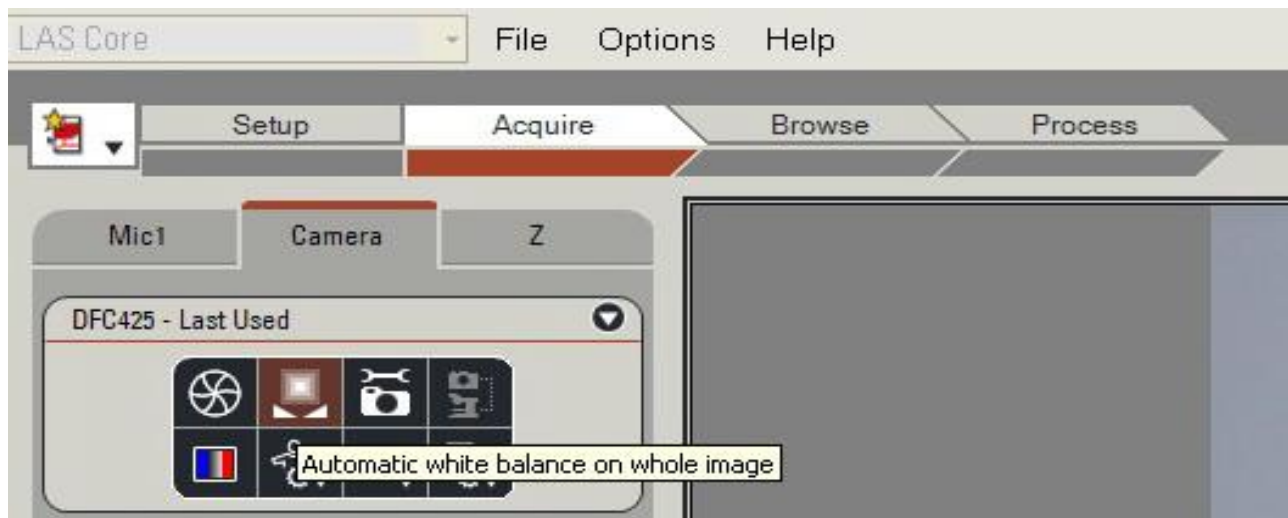 LAS Core File Options Help
Setup Acquire Browse Process
Mic1 Camera Z
DFC425 - Last Used
Automatic white balance on whole image